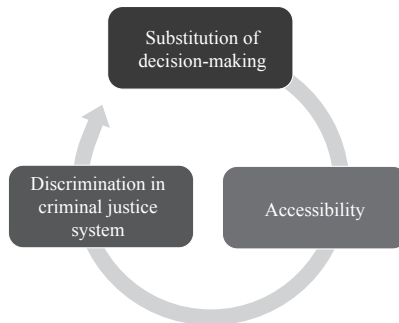 Substitution of
decision-making
Accessibility
Discrimination in
criminal justice
system